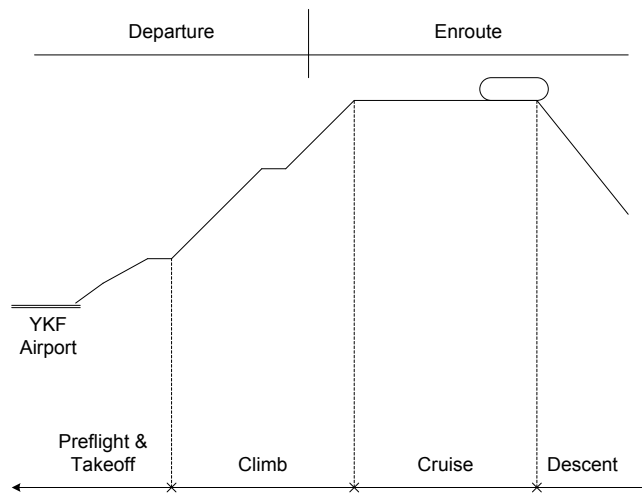 Departure
Enroute
YKF
Airport
Preflight &
Takeoff
Climb
Cruise
Descent